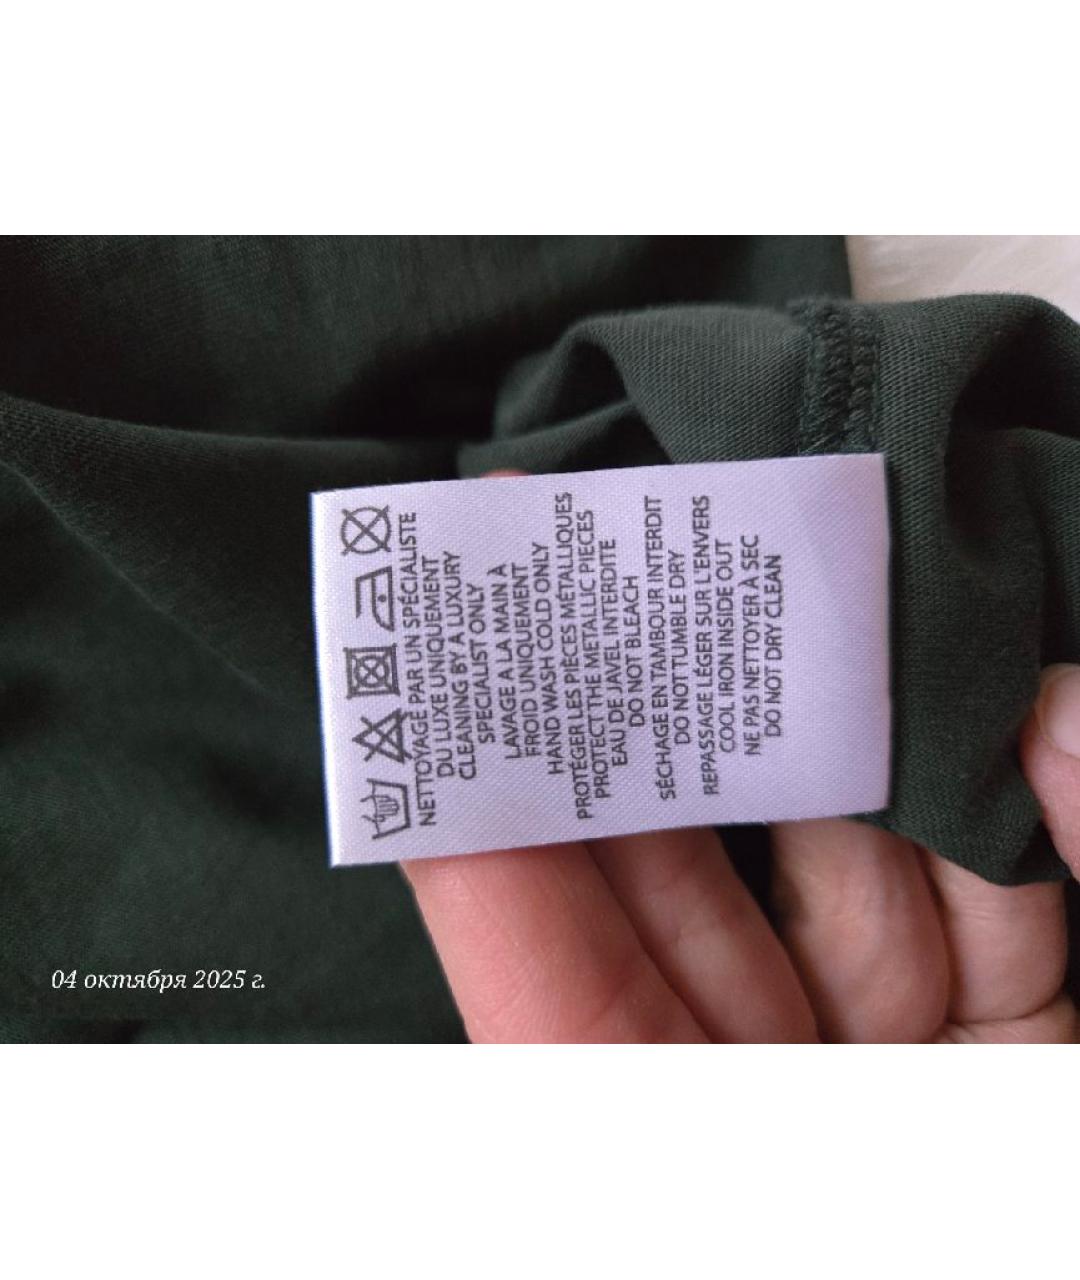 NETTOYAGE PAR UN SPÉCIALISTE
DU LUXE UNIQUEMENT
CLEANING BY A LUXURY
SPECIALIST ONLY
LAVAGE A LA MAIN À
FROID UNIQUEMENT
HAND WASH COLD ONLY
PROTÉGER LES PIÈCES MÉTALLIQUES
PROTECT THE METALLIC PIECES
EAU DE JAVEL INTERDITE
DO NOT BLEACH
SÉCHAGE EN TAMBOUR INTERDIT
DO NOT TUMBLE DRY
REPASSAGE LÉGER SUR L'ENVERS
COOL IRON INSIDE OUT
NE PAS NETTOYER À SEC
DO NOT DRY CLEAN
04 октября 2025 г.